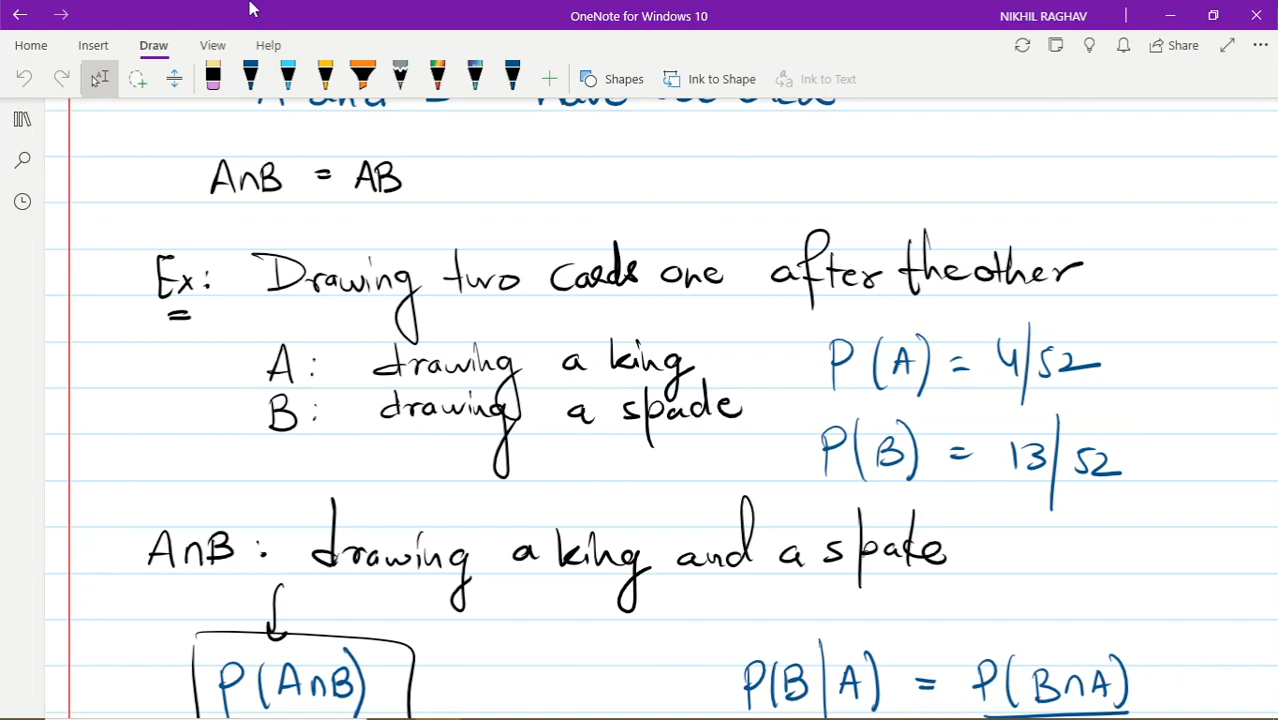 OneNote for Windows 10
NIKHIL RAGHAV
Home Insert Draw View Help
Share
Shapes Ink to Shape Ink to Text
A∩B = AB
Ex: Drawing two cards one after the other
A: drawing a king
P(A) = 4/52
B: drawing a spade
P(B) = 13/52
A∩B: drawing a king and a spade
P(A∩B)
P(B|A) = P(B∩A)